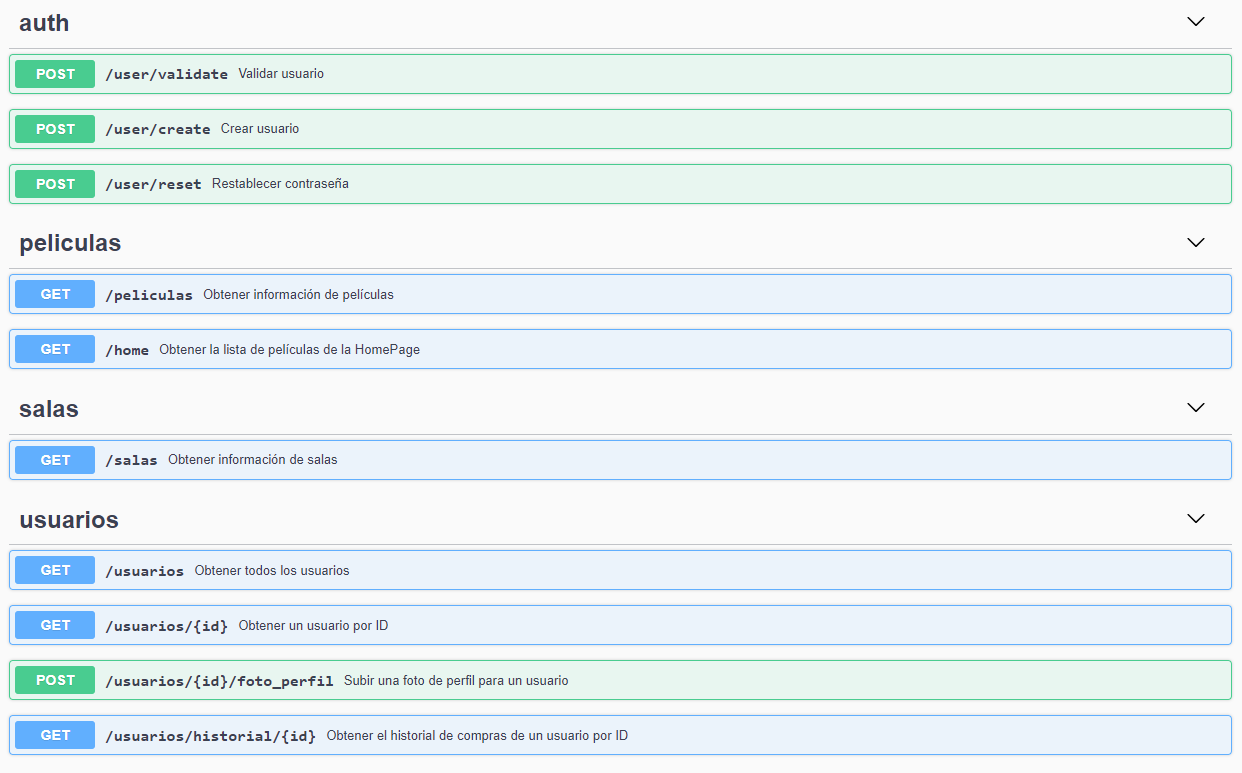 auth
POST /user/validate Validar usuario
POST /user/create Crear usuario
POST /user/reset Restablecer contraseña
peliculas
GET /peliculas Obtener información de películas
GET /home Obtener la lista de películas de la HomePage
salas
GET /salas Obtener información de salas
usuarios
GET /usuarios Obtener todos los usuarios
GET /usuarios/{id} Obtener un usuario por ID
POST /usuarios/{id}/foto_perfil Subir una foto de perfil para un usuario
GET /usuarios/historial/{id} Obtener el historial de compras de un usuario por ID